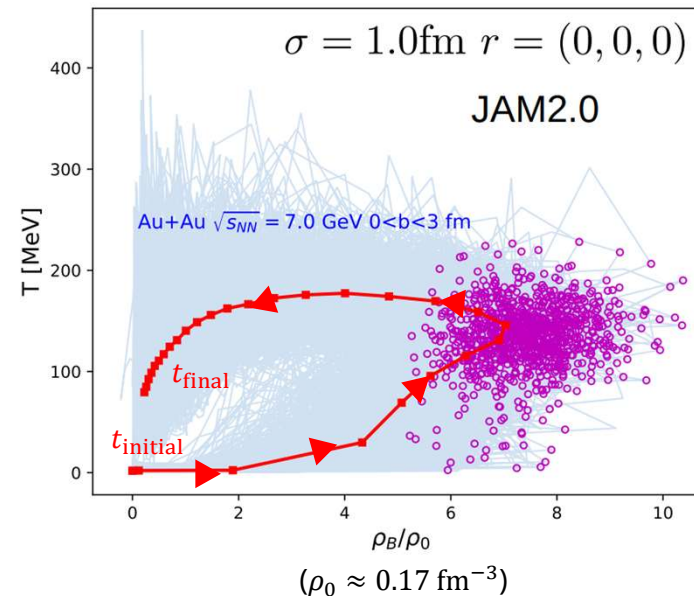 σ = 1.0fm r = (0, 0, 0)
JAM2.0
Au+Au √s_NN = 7.0 GeV 0<b<3 fm
T [MeV]
400
300
200
100
0
t_final
t_initial
0 2 4 6 8 10
ρ_B/ρ_0
(ρ_0 ≈ 0.17 fm⁻³)